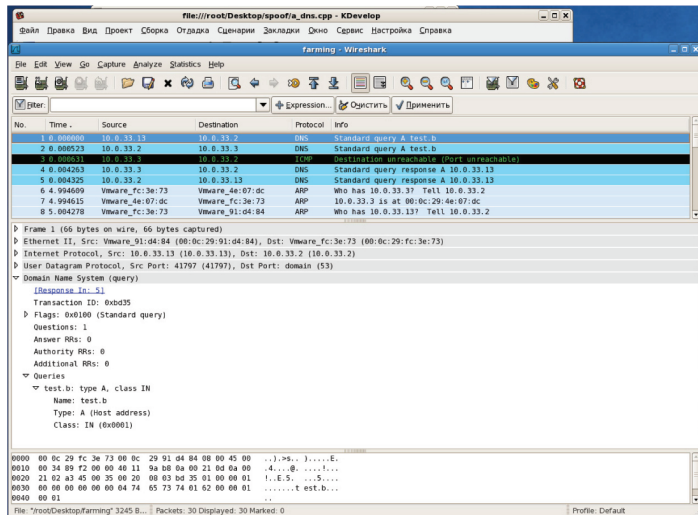 file:///root/Desktop/spoof/a_dns.cpp - KDevelop
Файл Правка Вид Проект Сборка Отладка Сценарии Закладки Окно Сервис Настройка Справка
farming - Wireshark
File Edit View Go Capture Analyze Statistics Help
Filter: Expression... Очистить Применить
No. Time . Source Destination Protocol Info
1 0.000000 10.0.33.13 10.0.33.2 DNS Standard query A test.b
2 0.000523 10.0.33.2 10.0.33.3 DNS Standard query A test.b
3 0.000631 10.0.33.3 10.0.33.2 ICMP Destination unreachable (Port unreachable)
4 0.004263 10.0.33.3 10.0.33.2 DNS Standard query response A 10.0.33.13
5 0.004325 10.0.33.2 10.0.33.13 DNS Standard query response A 10.0.33.13
6 4.994609 Vmware_fc:3e:73 Vmware_4e:07:dc ARP Who has 10.0.33.3? Tell 10.0.33.2
7 4.994615 Vmware_4e:07:dc Vmware_fc:3e:73 ARP 10.0.33.3 is at 00:0c:29:4e:07:dc
8 5.004278 Vmware_fc:3e:73 Vmware_91:d4:84 ARP Who has 10.0.33.13? Tell 10.0.33.2
Frame 1 (66 bytes on wire, 66 bytes captured)
Ethernet II, Src: Vmware_91:d4:84 (00:0c:29:91:d4:84), Dst: Vmware_fc:3e:73 (00:0c:29:fc:3e:73)
Internet Protocol, Src: 10.0.33.13 (10.0.33.13), Dst: 10.0.33.2 (10.0.33.2)
User Datagram Protocol, Src Port: 41797 (41797), Dst Port: domain (53)
Domain Name System (query)
[Response In: 5]
Transaction ID: 0xbd35
Flags: 0x0100 (Standard query)
Questions: 1
Answer RRs: 0
Authority RRs: 0
Additional RRs: 0
Queries
test.b: type A, class IN
Name: test.b
Type: A (Host address)
Class: IN (0x0001)
0000 00 0c 29 fc 3e 73 00 0c 29 91 d4 84 08 00 45 00 ..).>s.. ).....E.
0010 00 34 89 f2 00 00 40 11 9a b8 0a 00 21 0d 0a 00 .4....@. ....!...
0020 21 02 a3 45 00 35 00 20 08 03 bd 35 01 00 00 01 !..E.5. ...5....
0030 00 00 00 00 00 00 04 74 65 73 74 01 62 00 00 01 .......t est.b...
0040 00 01 ..
File: "/root/Desktop/farming" 3245 B... Packets: 30 Displayed: 30 Marked: 0 Profile: Default